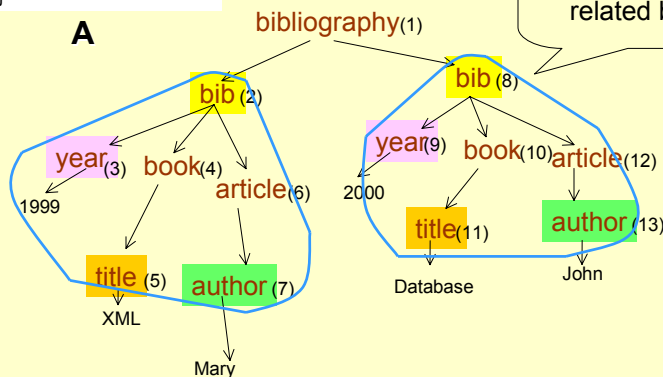 related b
A
bibliography(1)
bib (2)
bib (8)
year(3)
book(4)
article(6)
year(9)
book(10)
article(12)
1999
2000
title (5)
author (7)
title(11)
author (13)
XML
Mary
Database
John